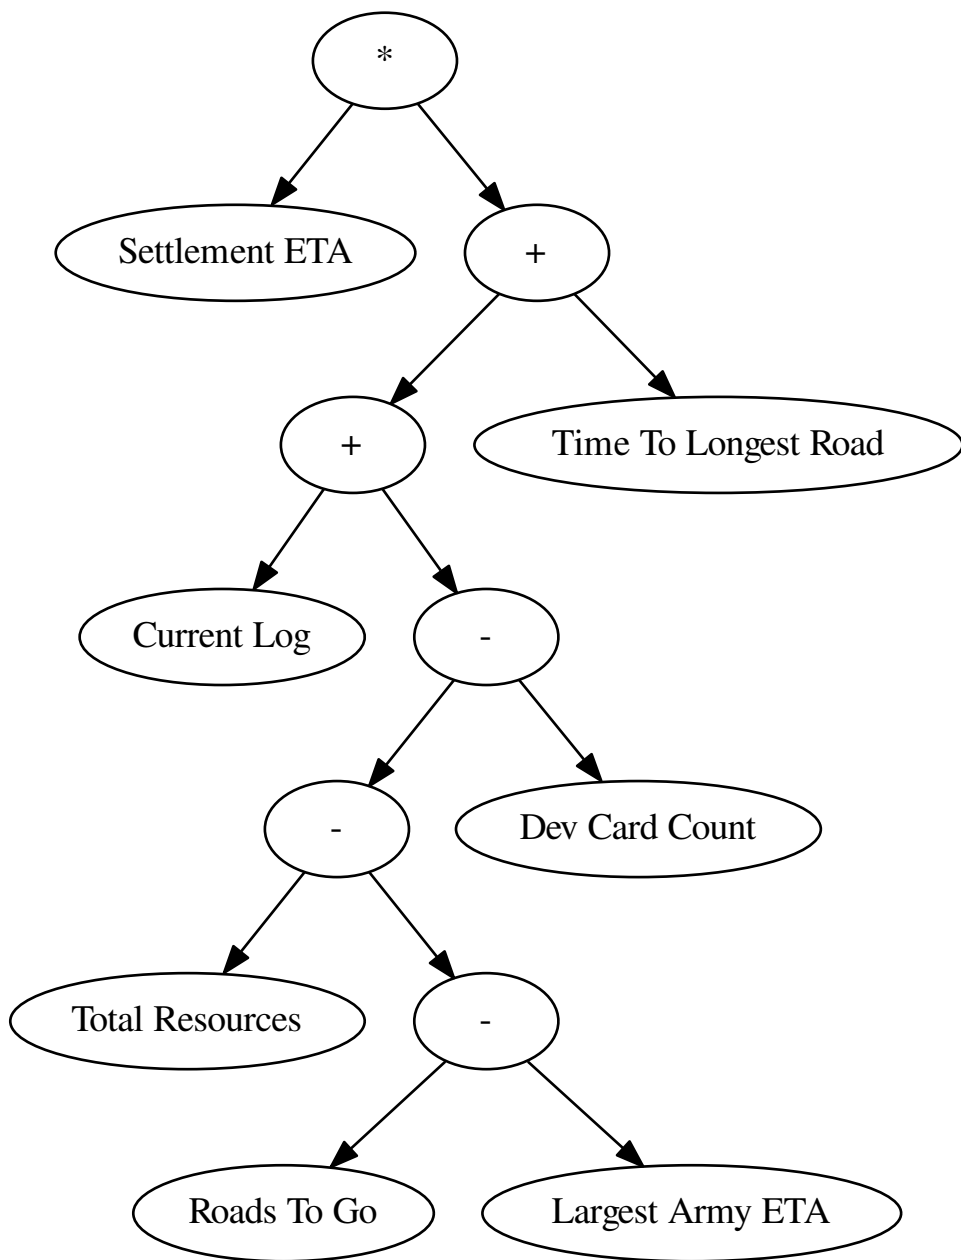 *
Settlement ETA
+
+
Time To Longest Road
Current Log
-
-
Dev Card Count
Total Resources
-
Roads To Go
Largest Army ETA